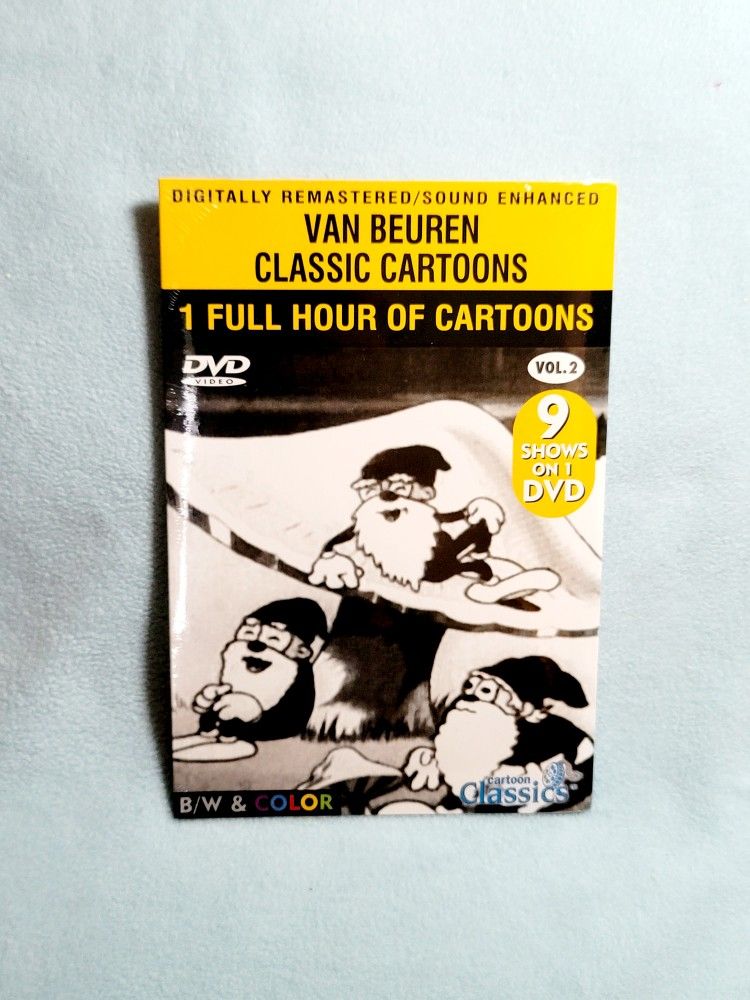 DIGITALLY REMASTERED/SOUND ENHANCED
VAN BEUREN
CLASSIC CARTOONS
1 FULL HOUR OF CARTOONS
DVD
VIDEO
VOL.2
9
SHOWS
ON 1
DVD
B/W & COLOR
cartoon
Classics